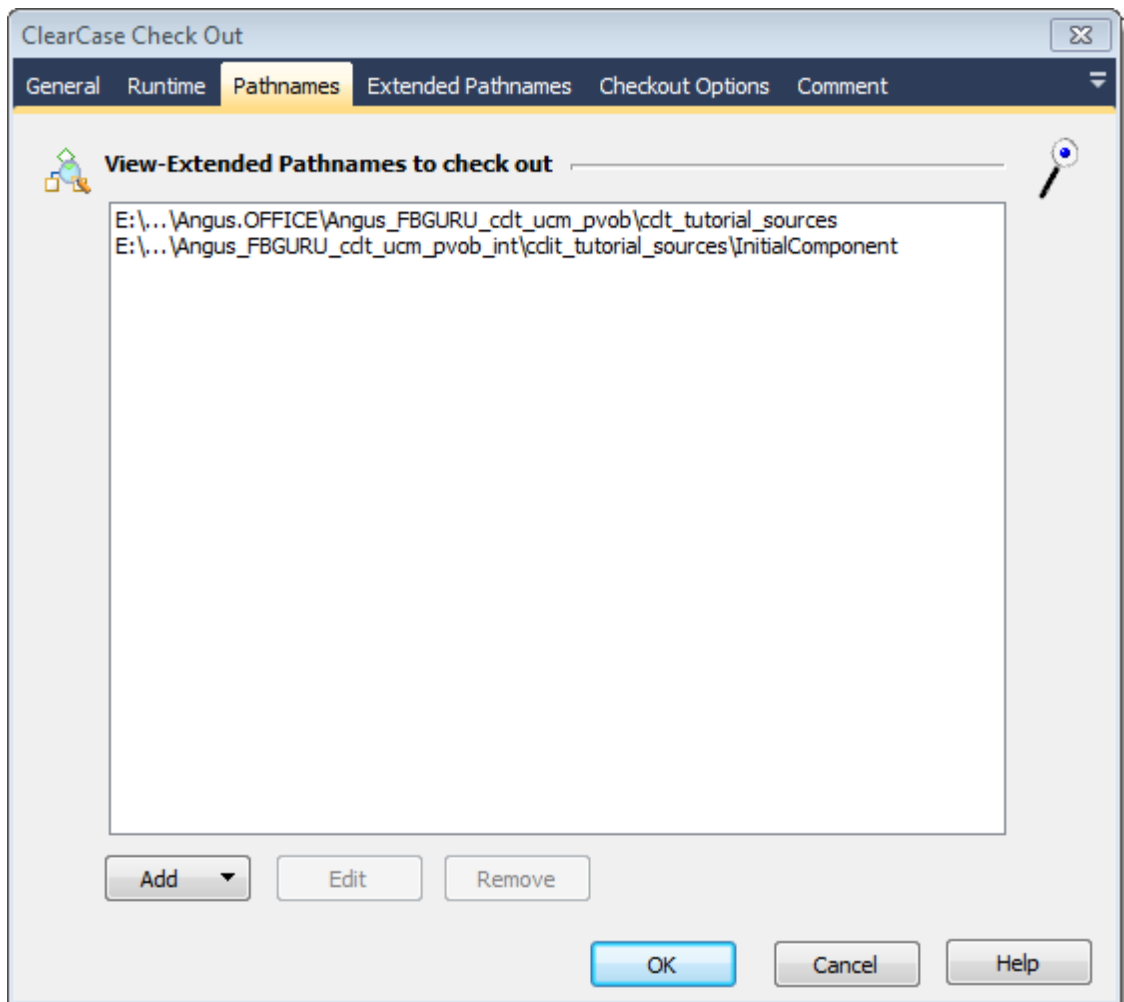 ClearCase Check Out
General Runtime Pathnames Extended Pathnames Checkout Options Comment
View-Extended Pathnames to check out
E:\...\Angus.OFFICE\Angus_FBGURU_cclt_ucm_pvob\cclt_tutorial_sources
E:\...\Angus_FBGURU_cclt_ucm_pvob_int\cclit_tutorial_sources\InitialComponent
Add Edit Remove
OK Cancel Help